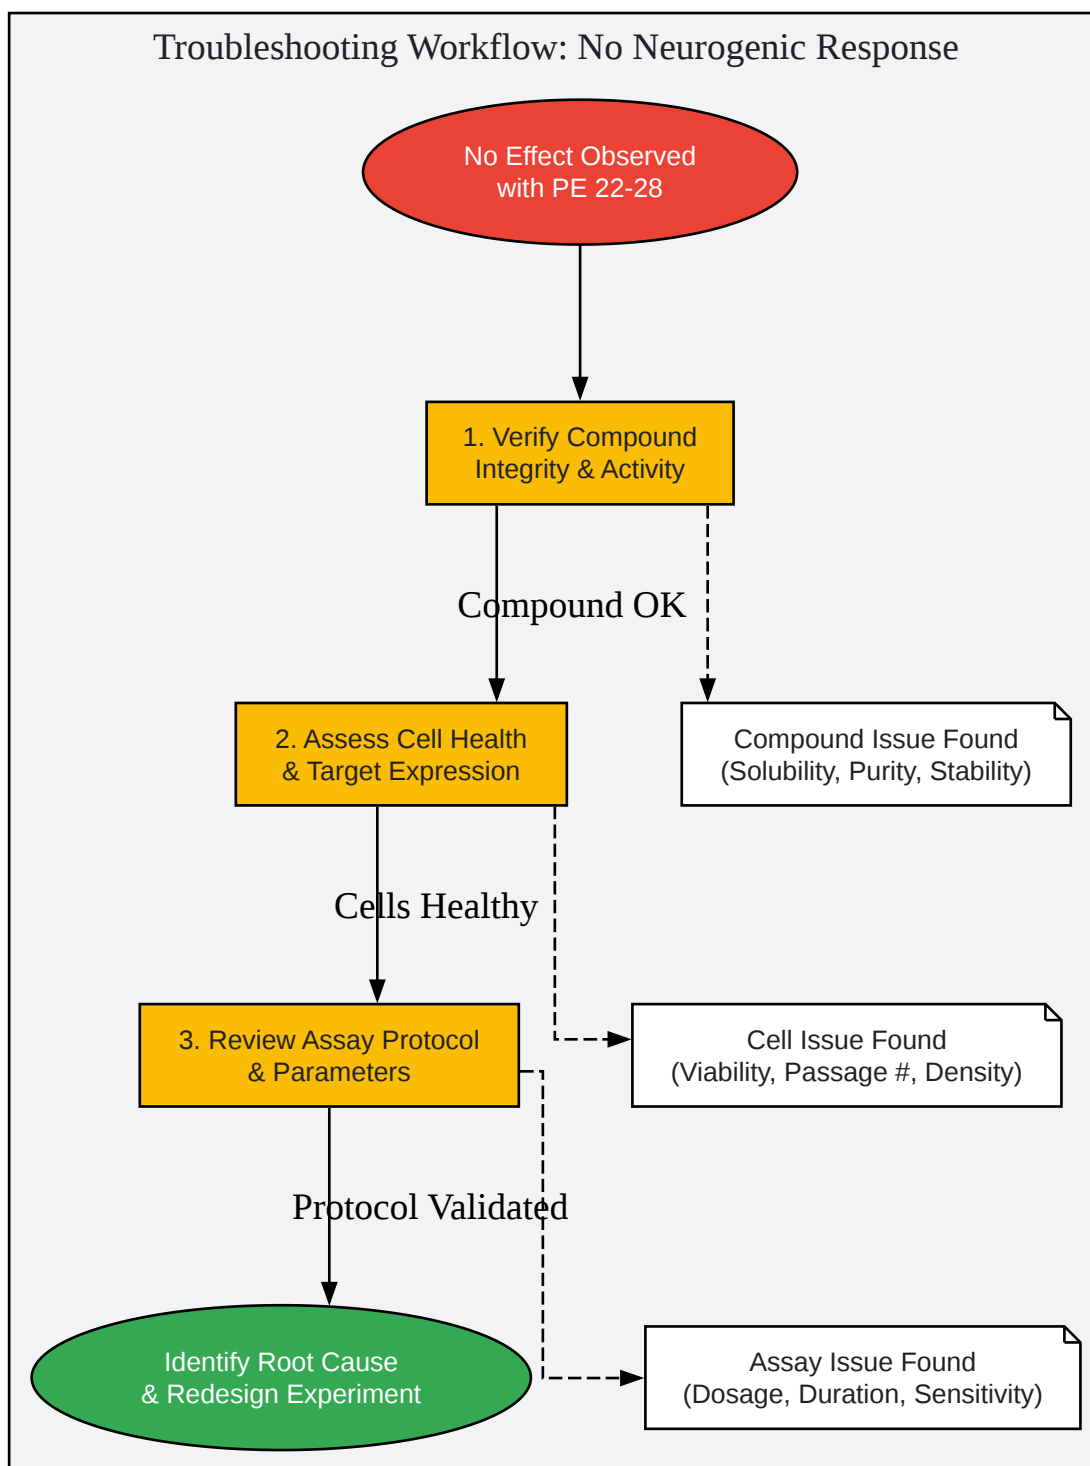 Troubleshooting Workflow: No Neurogenic Response
No Effect Observed
with PE 22-28
1. Verify Compound
Integrity & Activity
Compound OK
2. Assess Cell Health
& Target Expression
Compound Issue Found
(Solubility, Purity, Stability)
Cells Healthy
3. Review Assay Protocol
& Parameters
Cell Issue Found
(Viability, Passage #, Density)
Protocol Validated
Identify Root Cause
& Redesign Experiment
Assay Issue Found
(Dosage, Duration, Sensitivity)